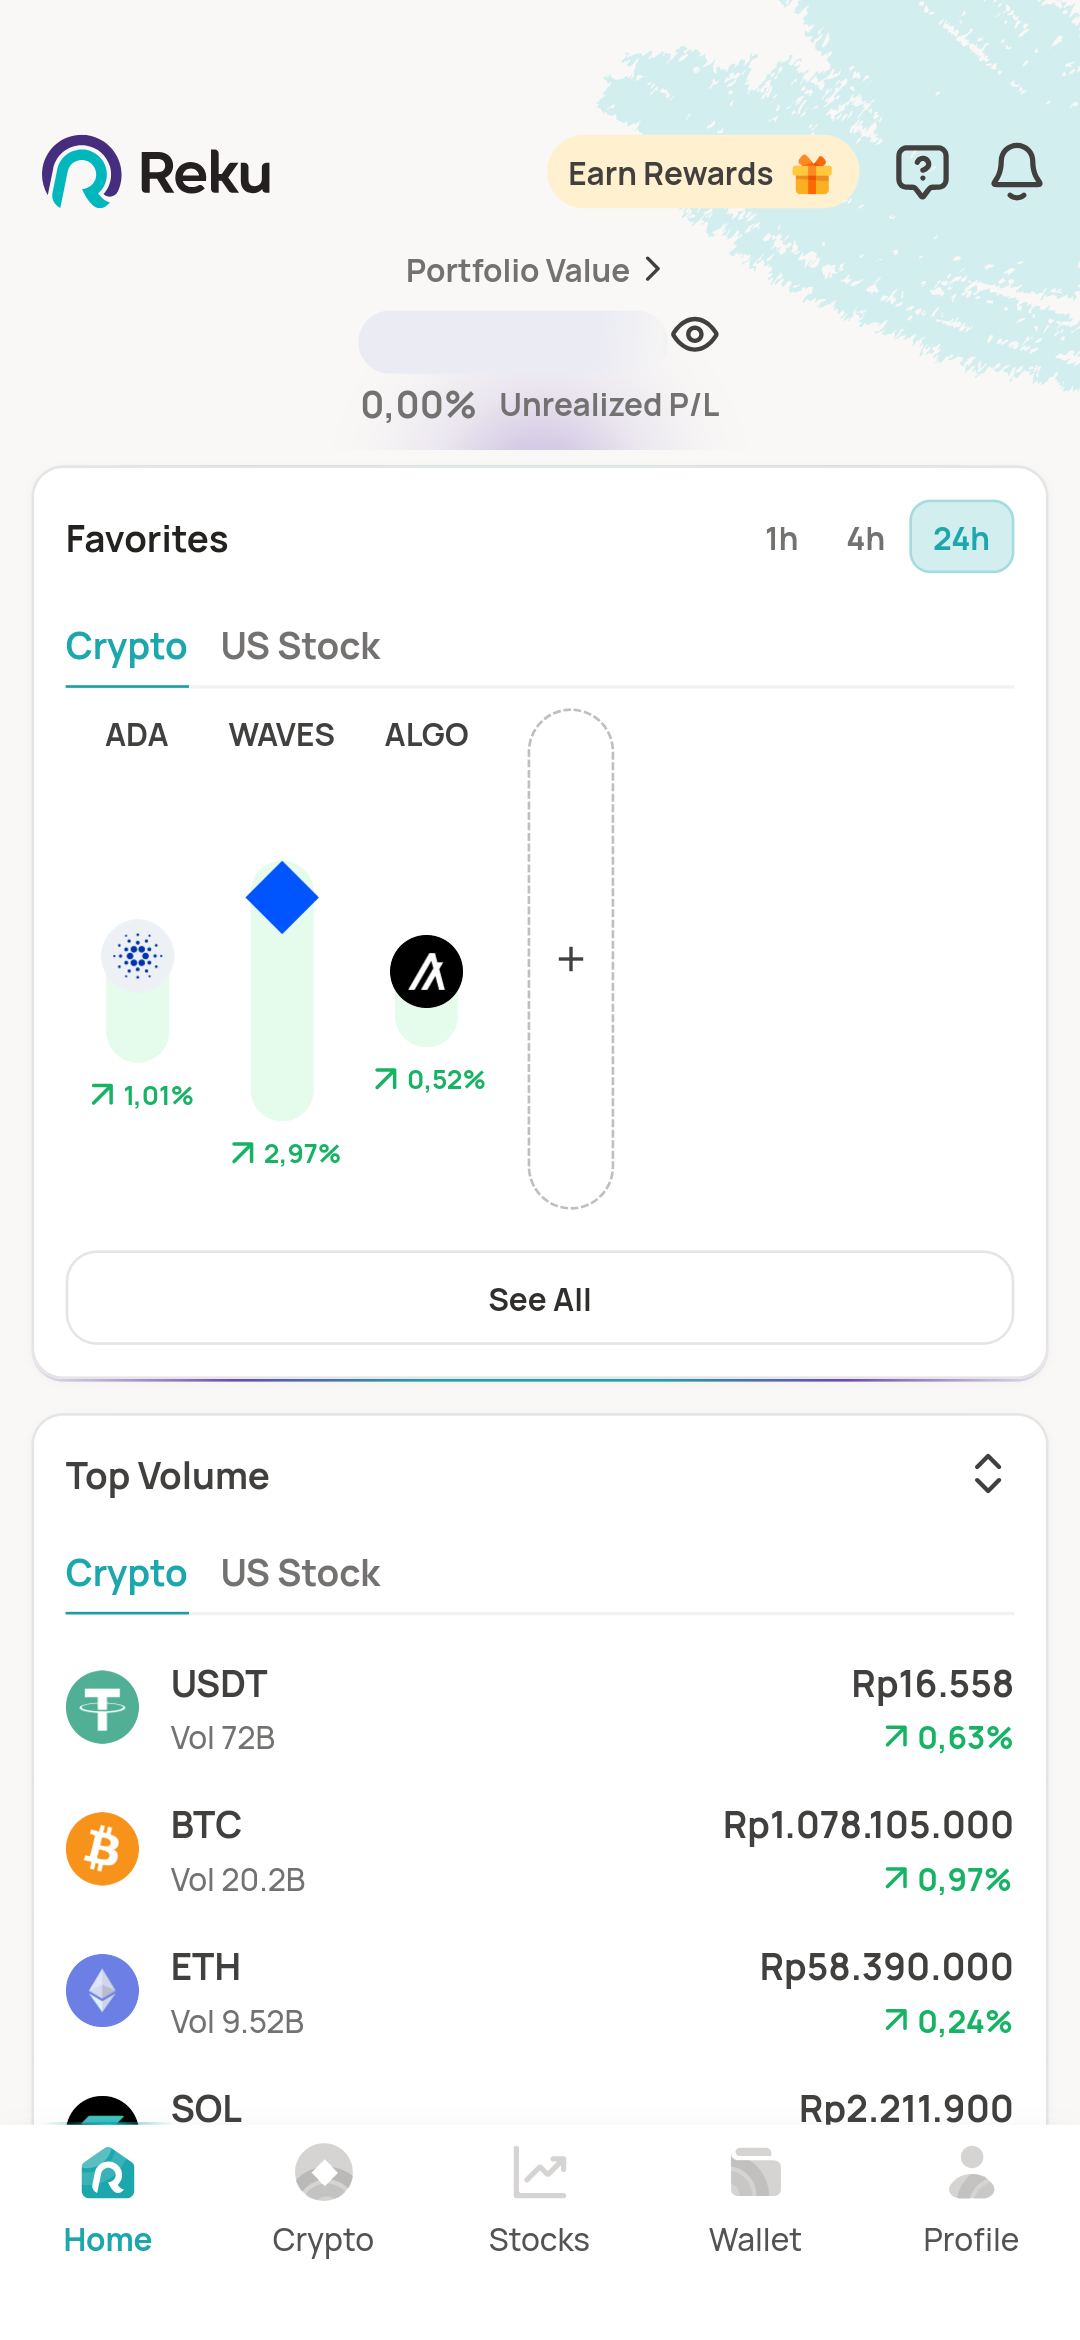 Reku
Earn Rewards
Portfolio Value
0,00% Unrealized P/L
Favorites
1h 4h 24h
Crypto US Stock
ADA WAVES ALGO
+
1,01%
2,97%
0,52%
See All
Top Volume
Crypto US Stock
USDT Rp16.558
Vol 72B 0,63%
BTC Rp1.078.105.000
Vol 20.2B 0,97%
ETH Rp58.390.000
Vol 9.52B 0,24%
SOL Rp2.211.900
Home Crypto Stocks Wallet Profile